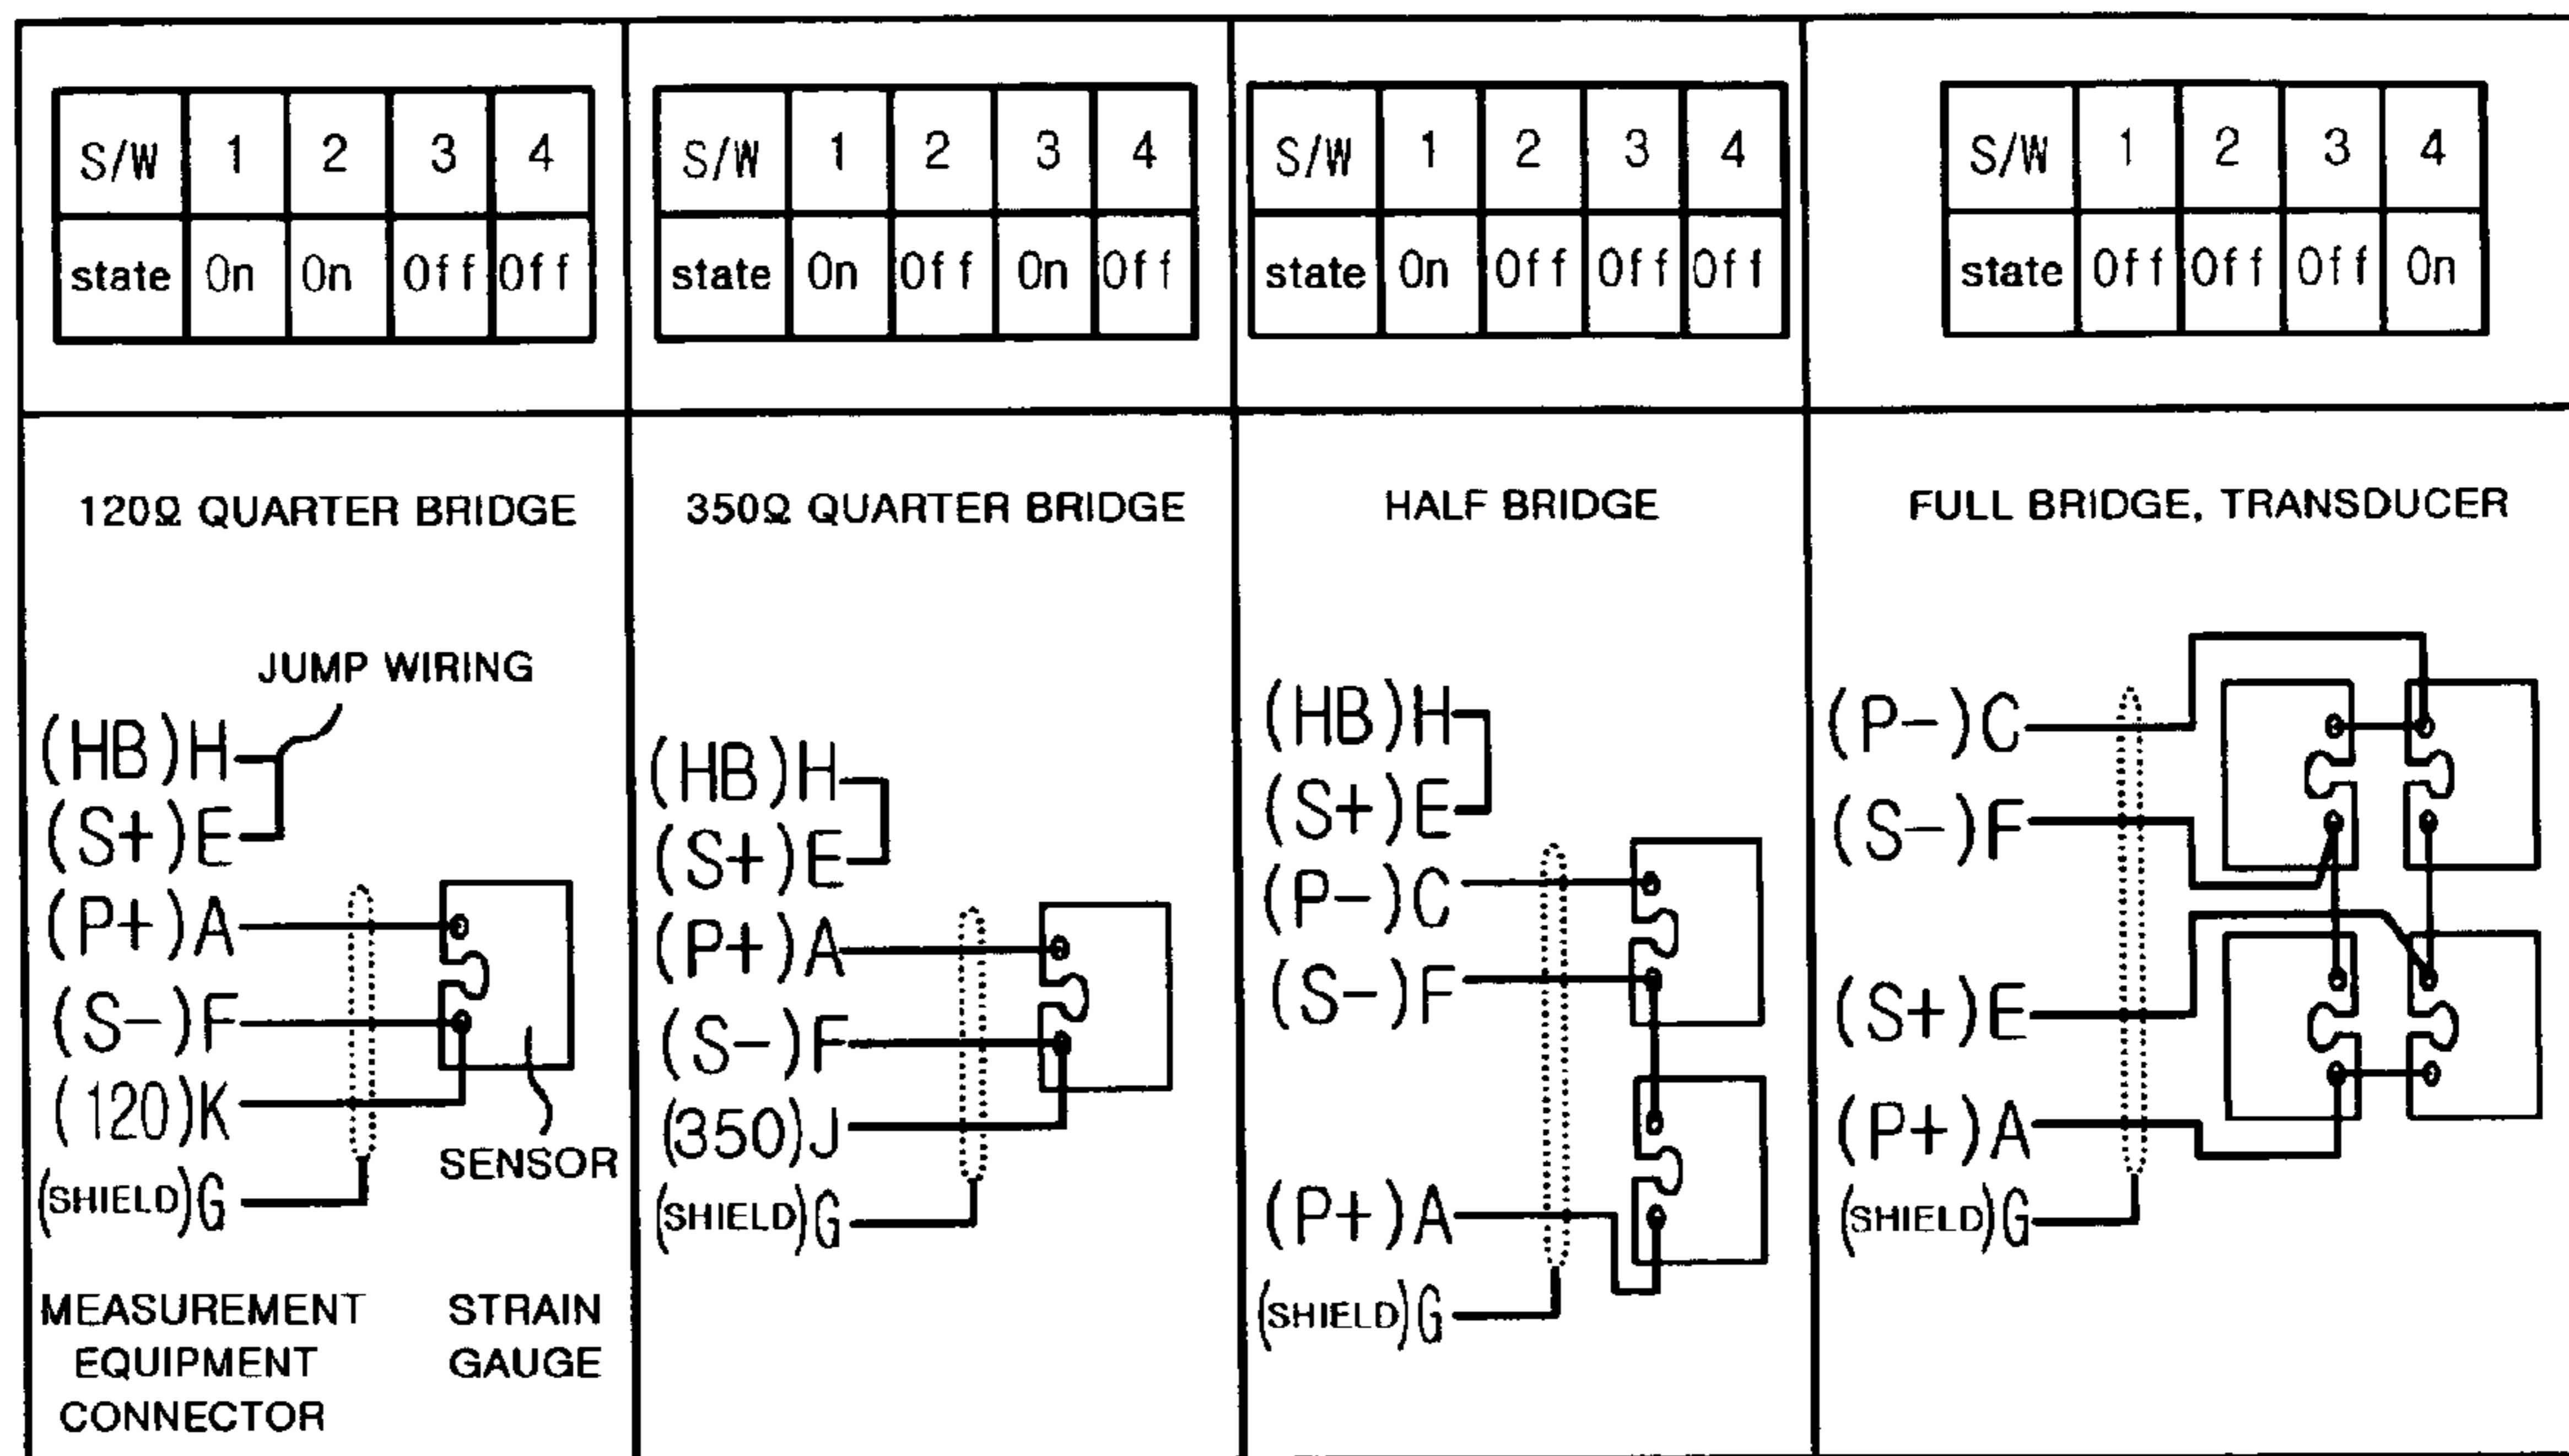 S/W 1 2 3 4
state On On Off Off
S/W 1 2 3 4
state On Off On Off
S/W 1 2 3 4
state On Off Off Off
S/W 1 2 3 4
state Off Off Off On
120Ω QUARTER BRIDGE
JUMP WIRING
(HB)H
(S+)E
(P+)A
(S-)F
(120)K
(SHIELD)G
SENSOR
MEASUREMENT
EQUIPMENT
CONNECTOR
STRAIN
GAUGE
350Ω QUARTER BRIDGE
(HB)H
(S+)E
(P+)A
(S-)F
(350)J
(SHIELD)G
HALF BRIDGE
(HB)H
(S+)E
(P-)C
(S-)F
(P+)A
(SHIELD)G
FULL BRIDGE, TRANSDUCER
(P-)C
(S-)F
(S+)E
(P+)A
(SHIELD)G